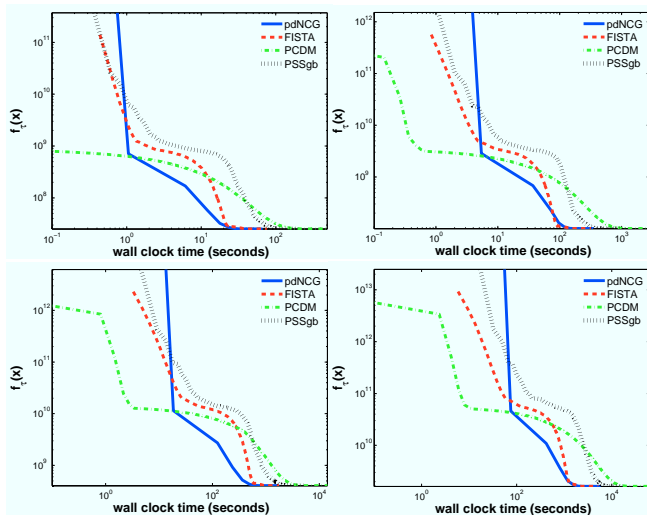 pdNCG
FISTA
PCDM
PSSgb
10^11
10^10
10^9
10^8
f_τ(x)
10^−1 10^0 10^1 10^2
wall clock time (seconds)
pdNCG
FISTA
PCDM
PSSgb
10^12
10^11
10^10
10^9
f_τ(x)
10^−1 10^0 10^1 10^2 10^3
wall clock time (seconds)
pdNCG
FISTA
PCDM
PSSgb
10^12
10^11
10^10
10^9
f_τ(x)
10^0 10^2 10^4
wall clock time (seconds)
pdNCG
FISTA
PCDM
PSSgb
10^13
10^12
10^11
10^10
f_τ(x)
10^0 10^2 10^4
wall clock time (seconds)